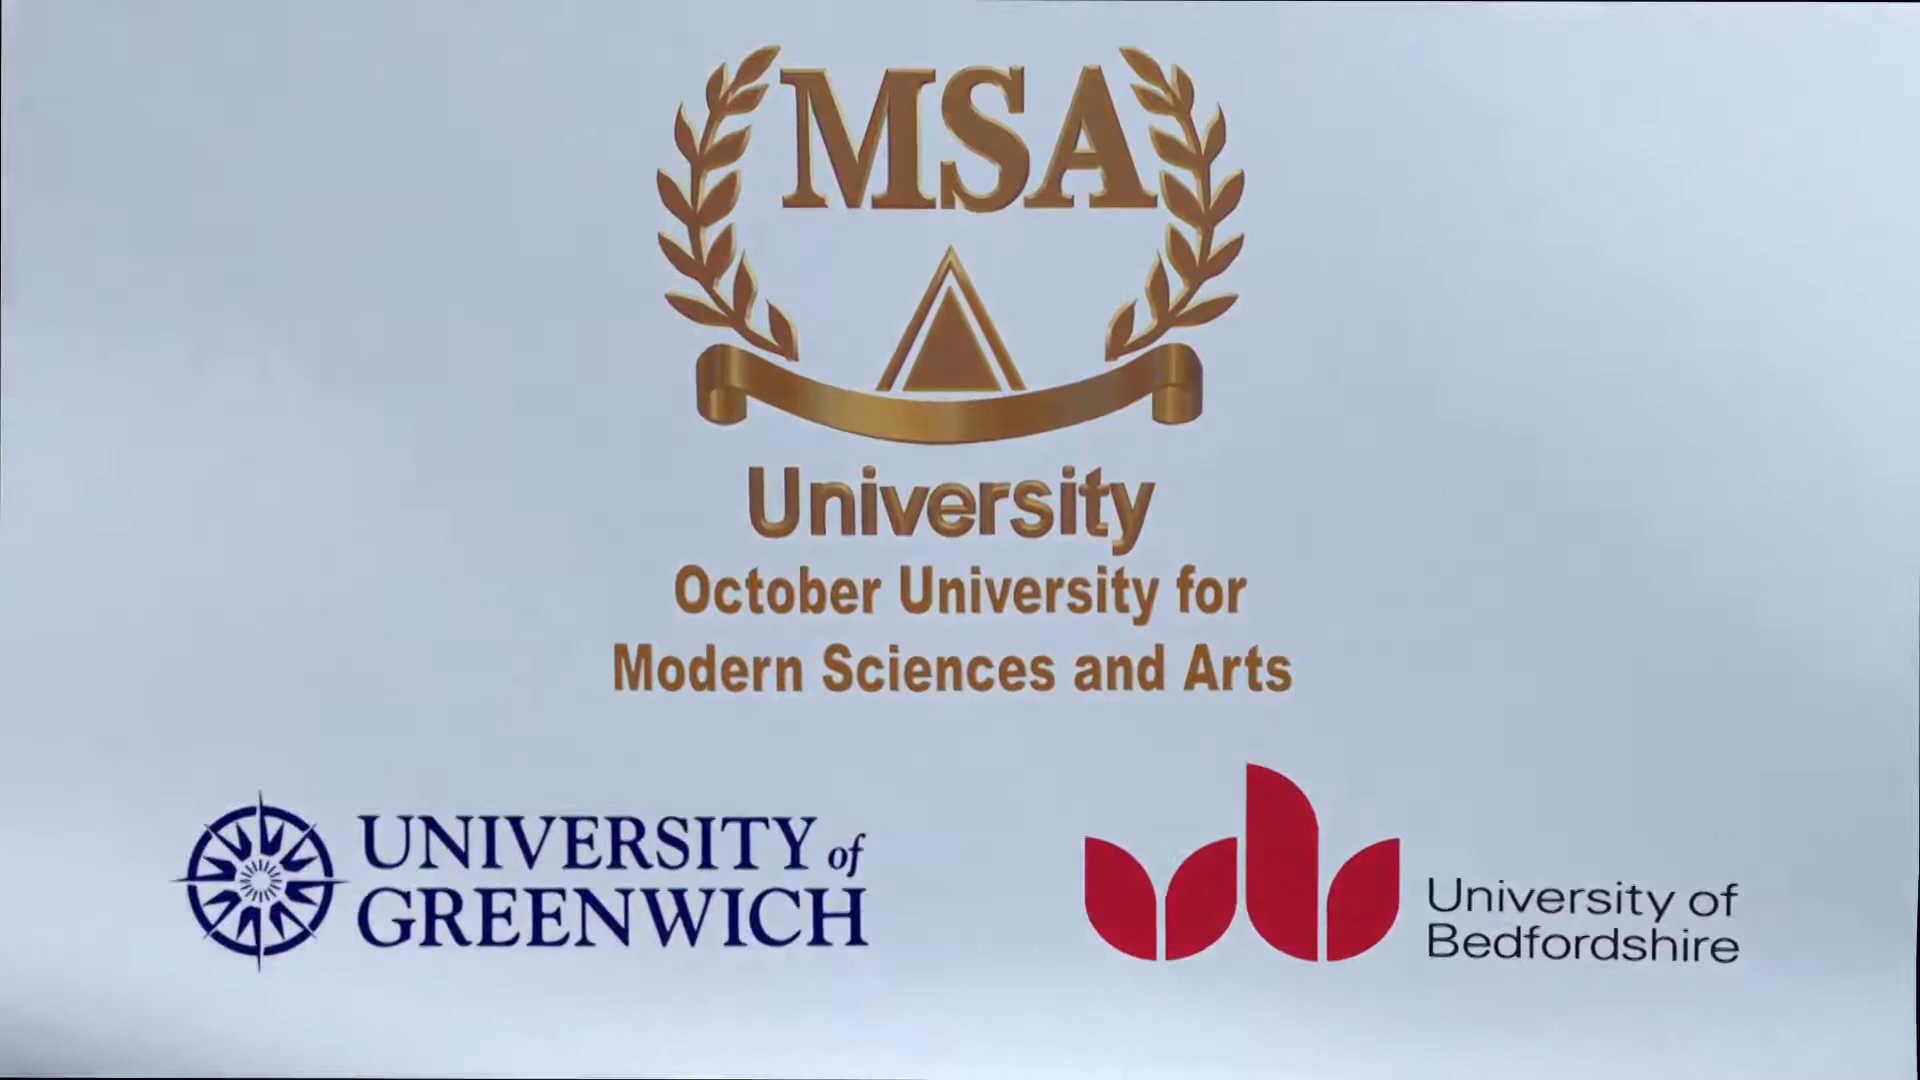 MSA
University
October University for
Modern Sciences and Arts
UNIVERSITY of
GREENWICH
University of
Bedfordshire